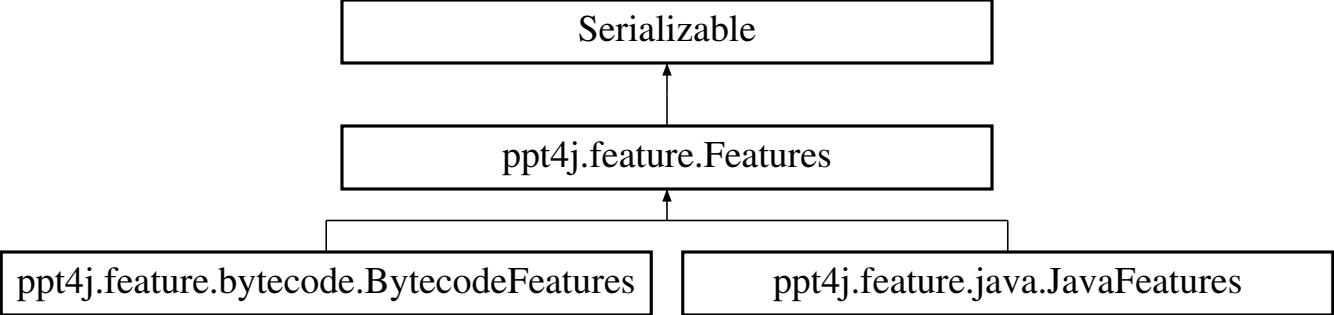 Serializable
ppt4j.feature.Features
ppt4j.feature.bytecode.BytecodeFeatures
ppt4j.feature.java.JavaFeatures